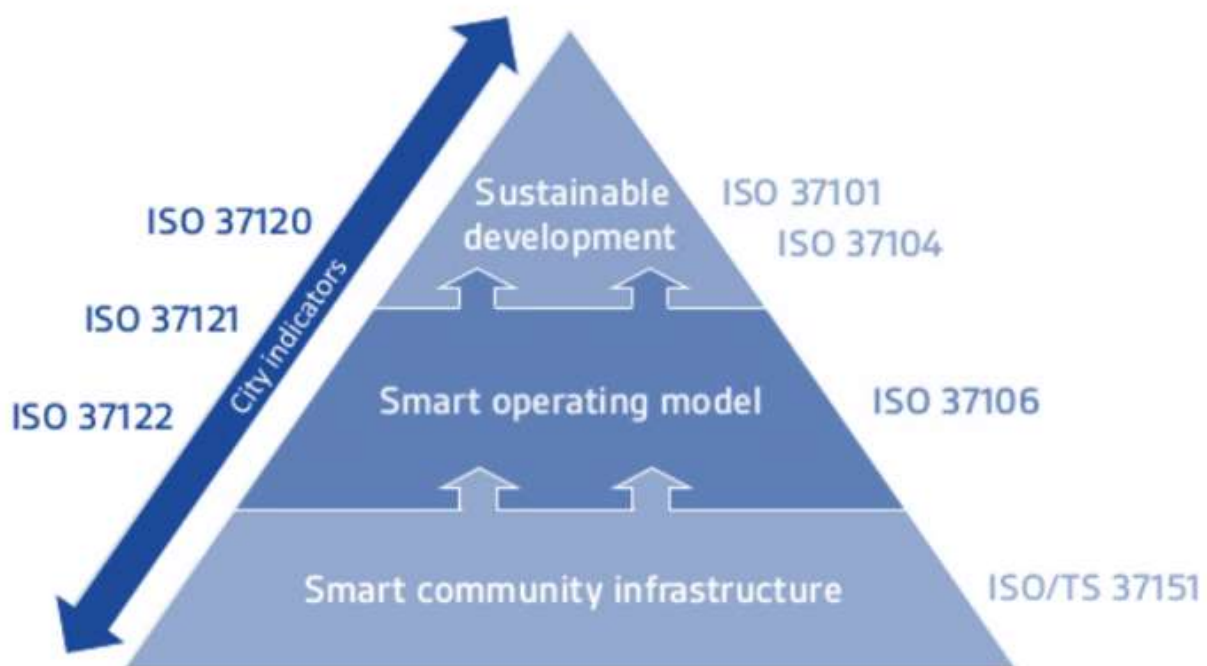 Sustainable
development
ISO 37101
ISO 37104
ISO 37120
City indicators
ISO 37121
Smart operating model
ISO 37106
ISO 37122
Smart community infrastructure
ISO/TS 37151